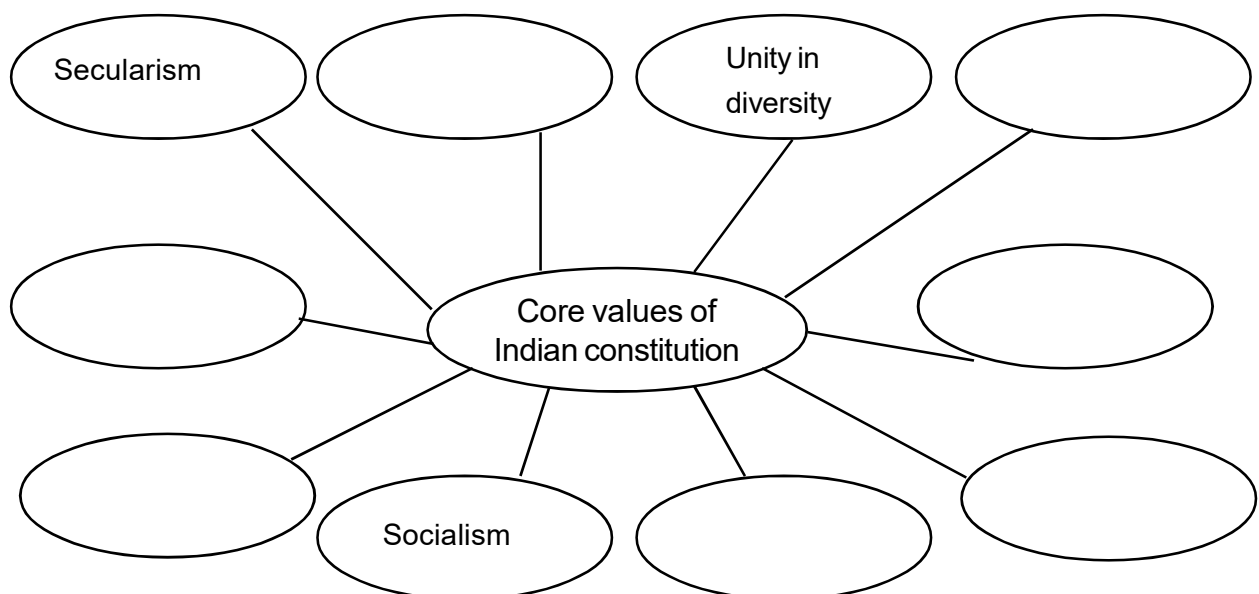 Secularism
Unity in
diversity
Core values of
Indian constitution
Socialism